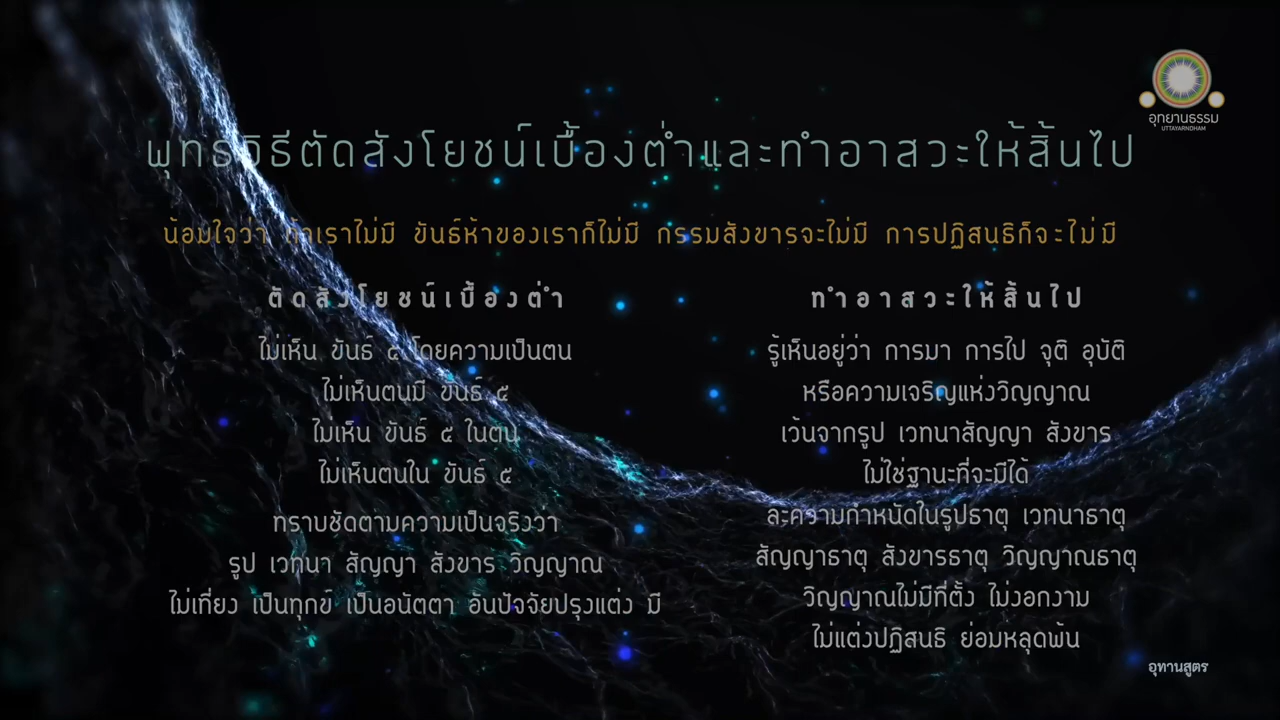 อุทยานธรรม
UTTAYARNDHAM
พุทธวิธีตัดสังโยชน์เบื้องต่ำและทำอาสวะให้สิ้นไป
น้อมใจว่า ถ้าเราไม่มี ขันธ์ห้าของเราก็ไม่มี กรรมสังขารจะไม่มี การปฏิสนธิก็จะไม่มี
ตัดสังโยชน์เบื้องต่ำ
ไม่เห็น ขันธ์ ๕ โดยความเป็นตน
ไม่เห็นตนมี ขันธ์ ๕
ไม่เห็น ขันธ์ ๕ ในตน
ไม่เห็นตนใน ขันธ์ ๕
ทราบชัดตามความเป็นจริงวา
รูป เวทนา สัญญา สังขาร วิญญาณ
ไม่เที่ยง เป็นทุกข์ เป็นอนัตตา อันปัจจัยปรุงแต่ง มี
ทำอาสวะให้สิ้นไป
รู้เห็นอยู่ว่า การมา การไป จุติ อุบัติ
หรือความเจริญแห่งวิญญาณ
เว้นจากรูป เวทนาสัญญา สังขาร
ไม่ใช่ฐานะที่จะมีได้
ละความกำหนัดในรูปธาตุ เวทนาธาตุ
สัญญาธาตุ สังขารธาตุ วิญญาณธาตุ
วิญญาณไม่มีที่ตั้ง ไม่งอกงาม
ไม่แต่งปฏิสนธิ ย่อมหลุดพ้น
อุทานสูตร